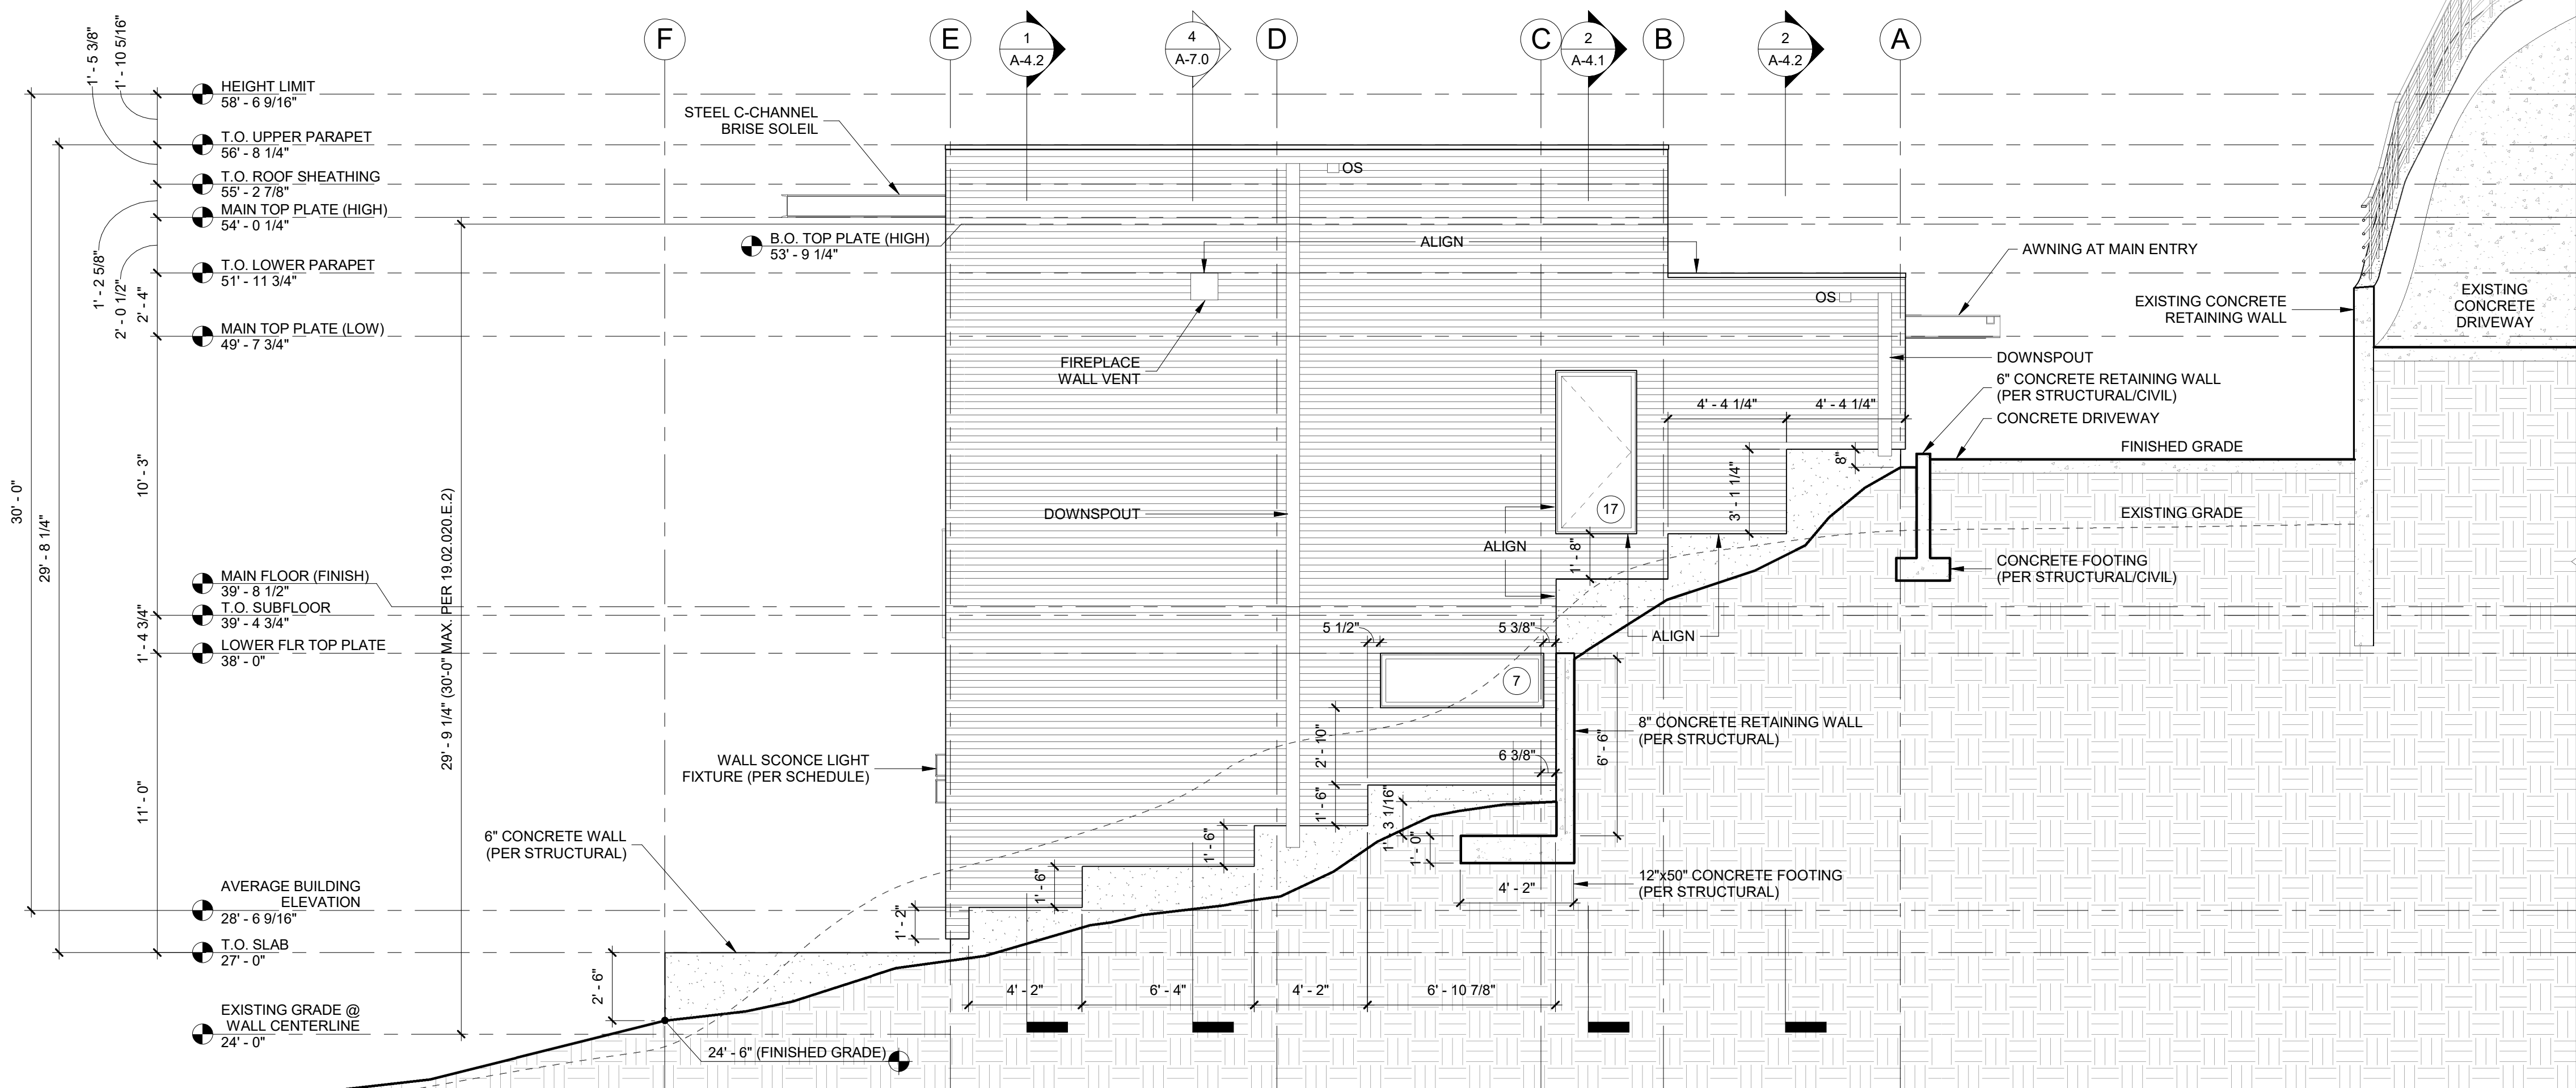 F
E
1
A-4.2
4
A-7.0
D
C
2
A-4.1
B
2
A-4.2
A
1' - 5 3/8"
1' - 10 5/16"
HEIGHT LIMIT
58' - 6 9/16"
T.O. UPPER PARAPET
56' - 8 1/4"
T.O. ROOF SHEATHING
55' - 2 7/8"
MAIN TOP PLATE (HIGH)
54' - 0 1/4"
T.O. LOWER PARAPET
51' - 11 3/4"
MAIN TOP PLATE (LOW)
49' - 7 3/4"
1' - 2 5/8"
2' - 0 1/2"
2' - 4"
10' - 3"
30' - 0"
29' - 8 1/4"
29' - 9 1/4" (30'-0" MAX. PER 19.02.020.E.2)
MAIN FLOOR (FINISH)
39' - 8 1/2"
T.O. SUBFLOOR
39' - 4 3/4"
LOWER FLR TOP PLATE
38' - 0"
1' - 4 3/4"
11' - 0"
AVERAGE BUILDING
ELEVATION
28' - 6 9/16"
T.O. SLAB
27' - 0"
EXISTING GRADE @
WALL CENTERLINE
24' - 0"
STEEL C-CHANNEL
BRISE SOLEIL
B.O. TOP PLATE (HIGH)
53' - 9 1/4"
OS
ALIGN
FIREPLACE
WALL VENT
OS
AWNING AT MAIN ENTRY
EXISTING CONCRETE
RETAINING WALL
EXISTING
CONCRETE
DRIVEWAY
DOWNSPOUT
6" CONCRETE RETAINING WALL
(PER STRUCTURAL/CIVIL)
CONCRETE DRIVEWAY
FINISHED GRADE
4' - 4 1/4"
4' - 4 1/4"
8"
3' - 1 1/4"
17
DOWNSPOUT
ALIGN
1' - 8"
EXISTING GRADE
CONCRETE FOOTING
(PER STRUCTURAL/CIVIL)
5 1/2"
5 3/8"
ALIGN
7
8" CONCRETE RETAINING WALL
(PER STRUCTURAL)
6' - 6"
2' - 10"
6 3/8"
WALL SCONCE LIGHT
FIXTURE (PER SCHEDULE)
1' - 6"
1' - 3 1/16"
1' - 0"
6" CONCRETE WALL
(PER STRUCTURAL)
1' - 6"
1' - 6"
1' - 2"
4' - 2"
12"x50" CONCRETE FOOTING
(PER STRUCTURAL)
2' - 6"
4' - 2"
6' - 4"
4' - 2"
6' - 10 7/8"
24' - 6" (FINISHED GRADE)